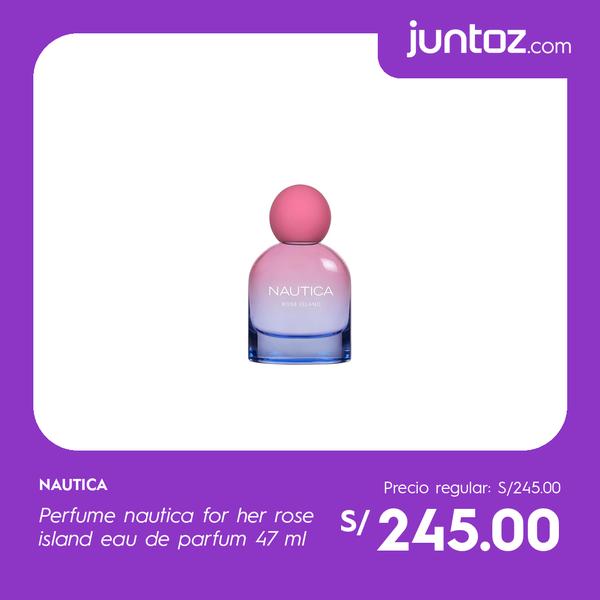 juntoz.com
NAUTICA
ROSE ISLAND
NAUTICA
Perfume nautica for her rose
island eau de parfum 47 ml
Precio regular: S/245.00
S/ 245.00